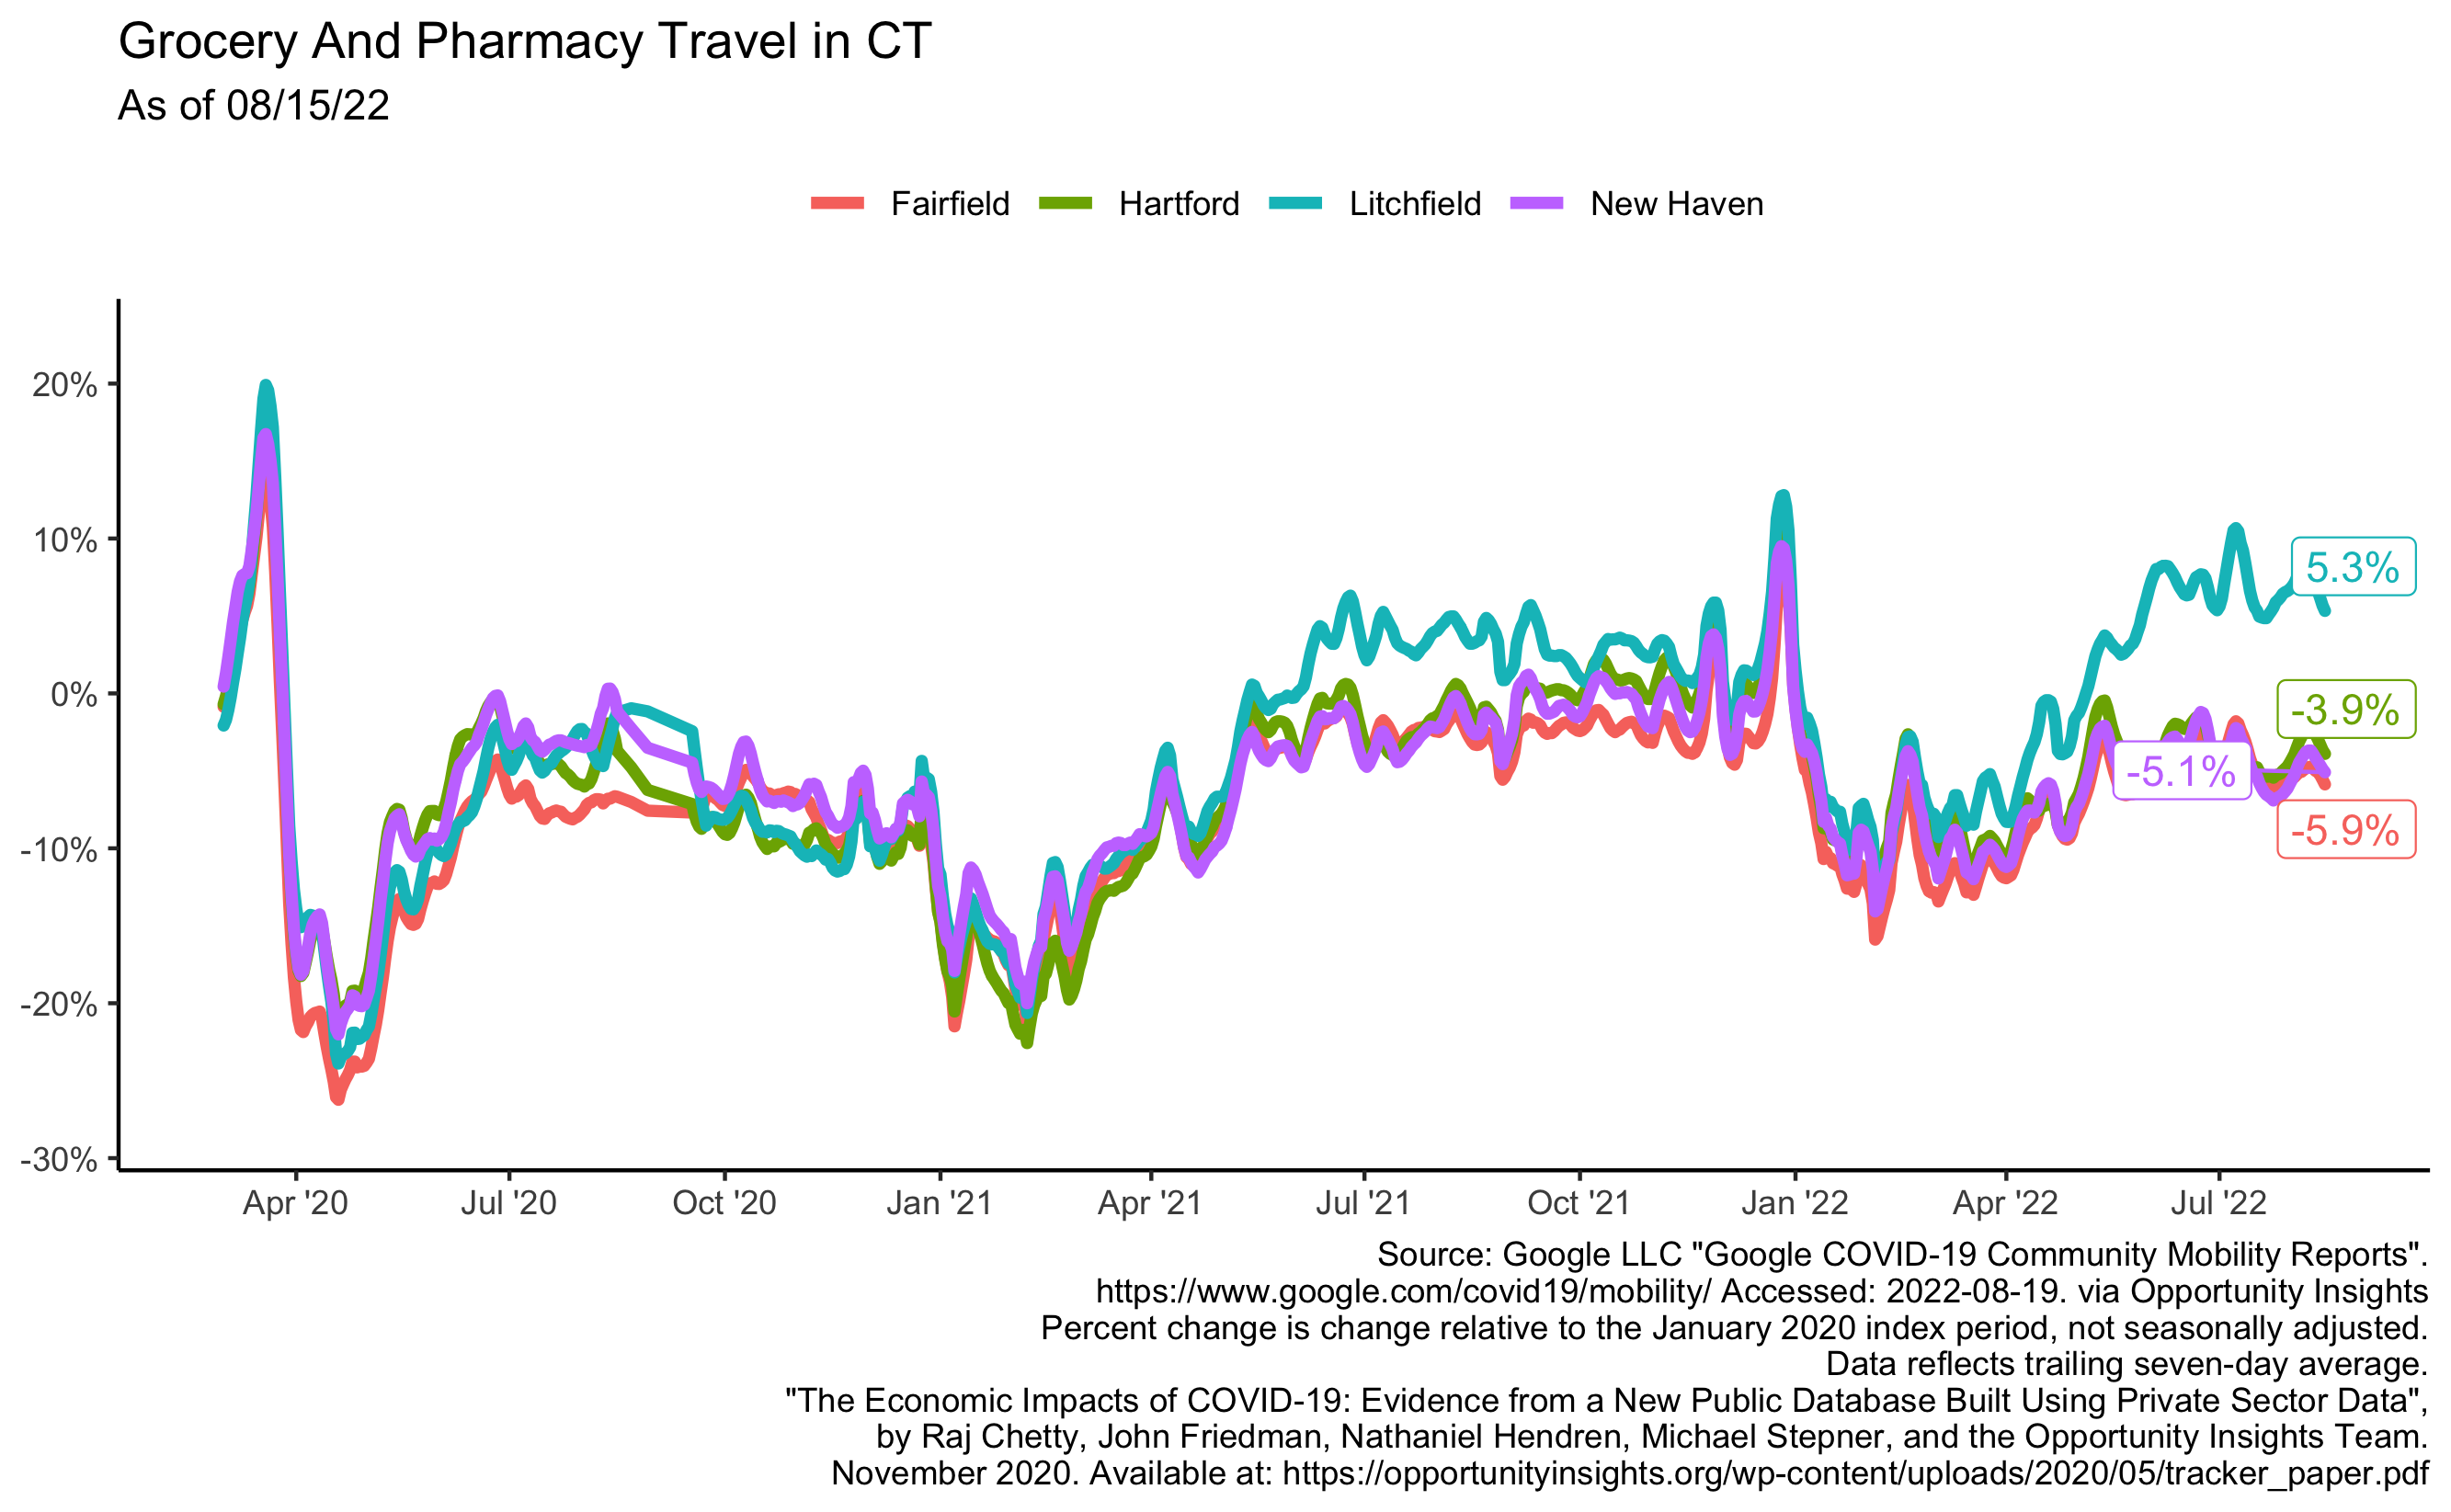 Grocery And Pharmacy Travel in CT
As of 08/15/22
Fairfield Hartford Litchfield New Haven
20%
10%
0%
-10%
-20%
-30%
5.3%
-3.9%
-5.1%
-5.9%
Apr '20 Jul '20 Oct '20 Jan '21 Apr '21 Jul '21 Oct '21 Jan '22 Apr '22 Jul '22
Source: Google LLC "Google COVID-19 Community Mobility Reports".
https://www.google.com/covid19/mobility/ Accessed: 2022-08-19. via Opportunity Insights
Percent change is change relative to the January 2020 index period, not seasonally adjusted.
Data reflects trailing seven-day average.
"The Economic Impacts of COVID-19: Evidence from a New Public Database Built Using Private Sector Data",
by Raj Chetty, John Friedman, Nathaniel Hendren, Michael Stepner, and the Opportunity Insights Team.
November 2020. Available at: https://opportunityinsights.org/wp-content/uploads/2020/05/tracker_paper.pdf